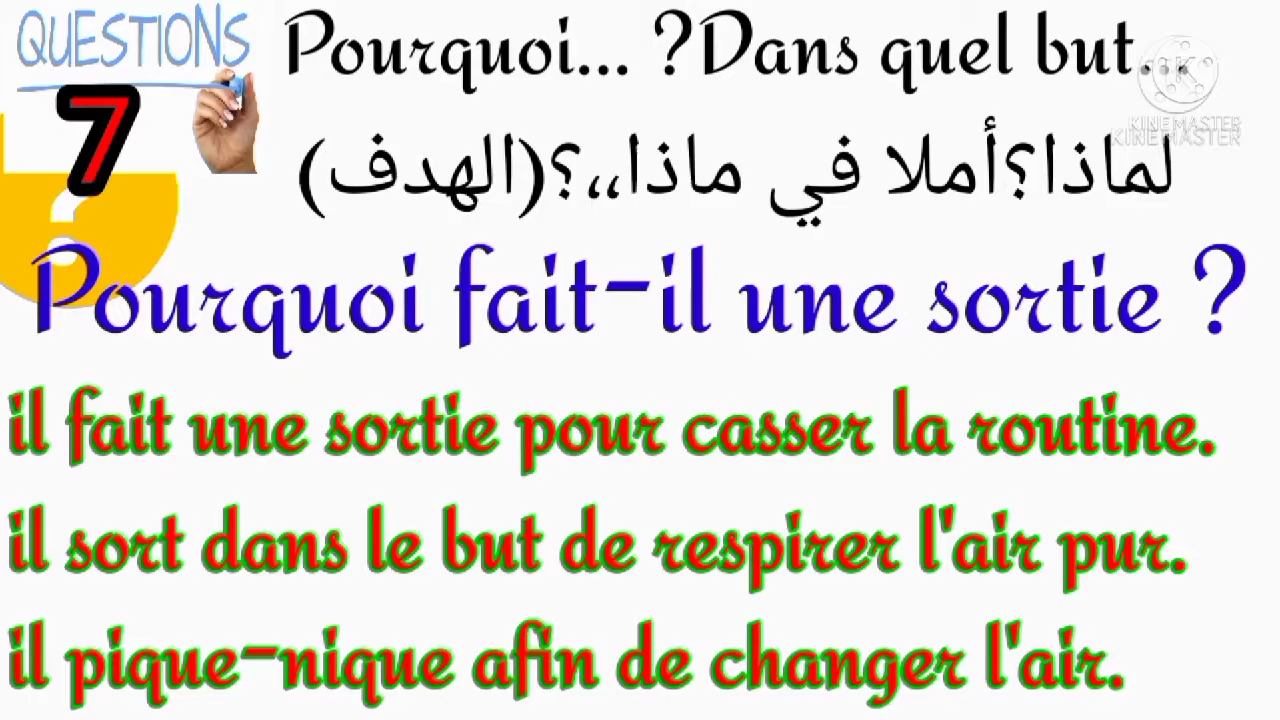 QUESTIONS
7
Pourquoi... ?Dans quel but...
KINEMASTER
KINEMASTER
لماذا؟أملا في ماذا،،؟(الهدف)
Pourquoi fait-il une sortie ?
il fait une sortie pour casser la routine.
il sort dans le but de respirer l'air pur.
il pique-nique afin de changer l'air.